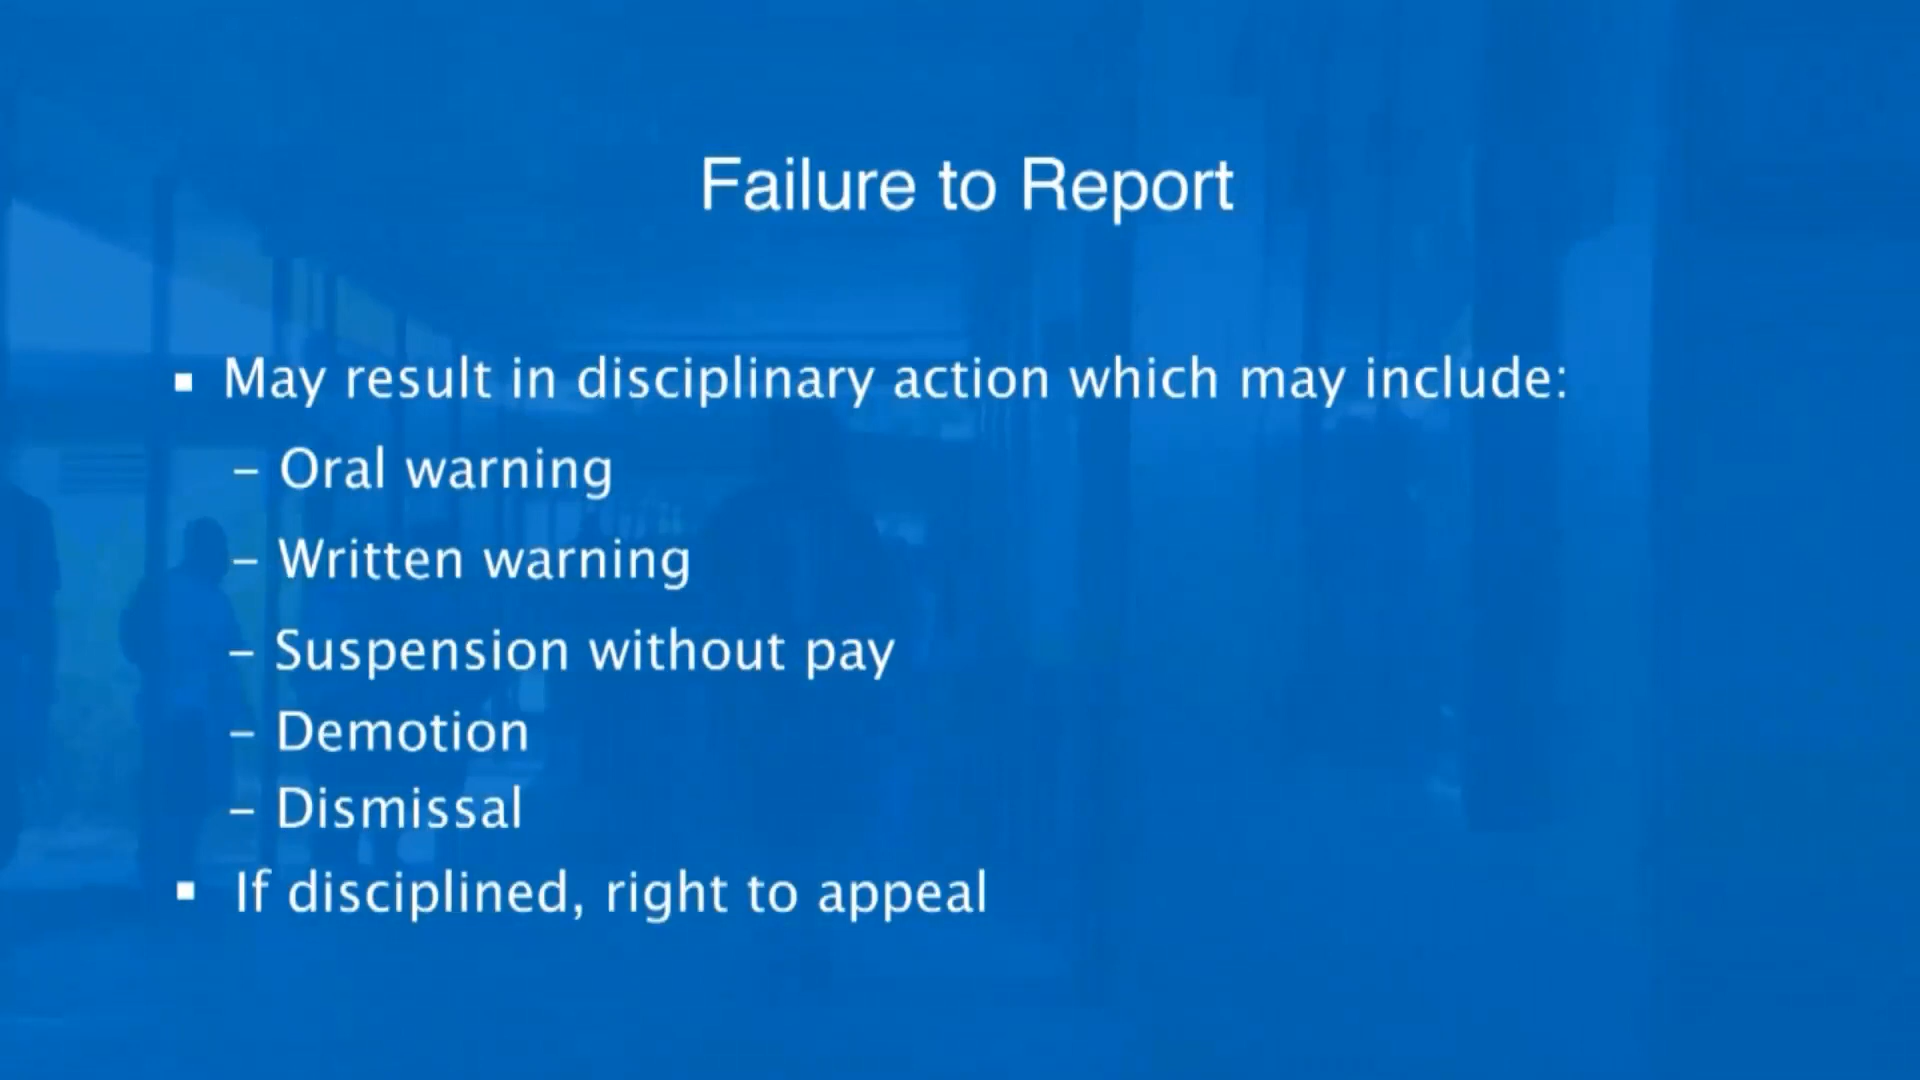 Failure to Report
▪ May result in disciplinary action which may include:
– Oral warning
– Written warning
– Suspension without pay
– Demotion
– Dismissal
▪ If disciplined, right to appeal